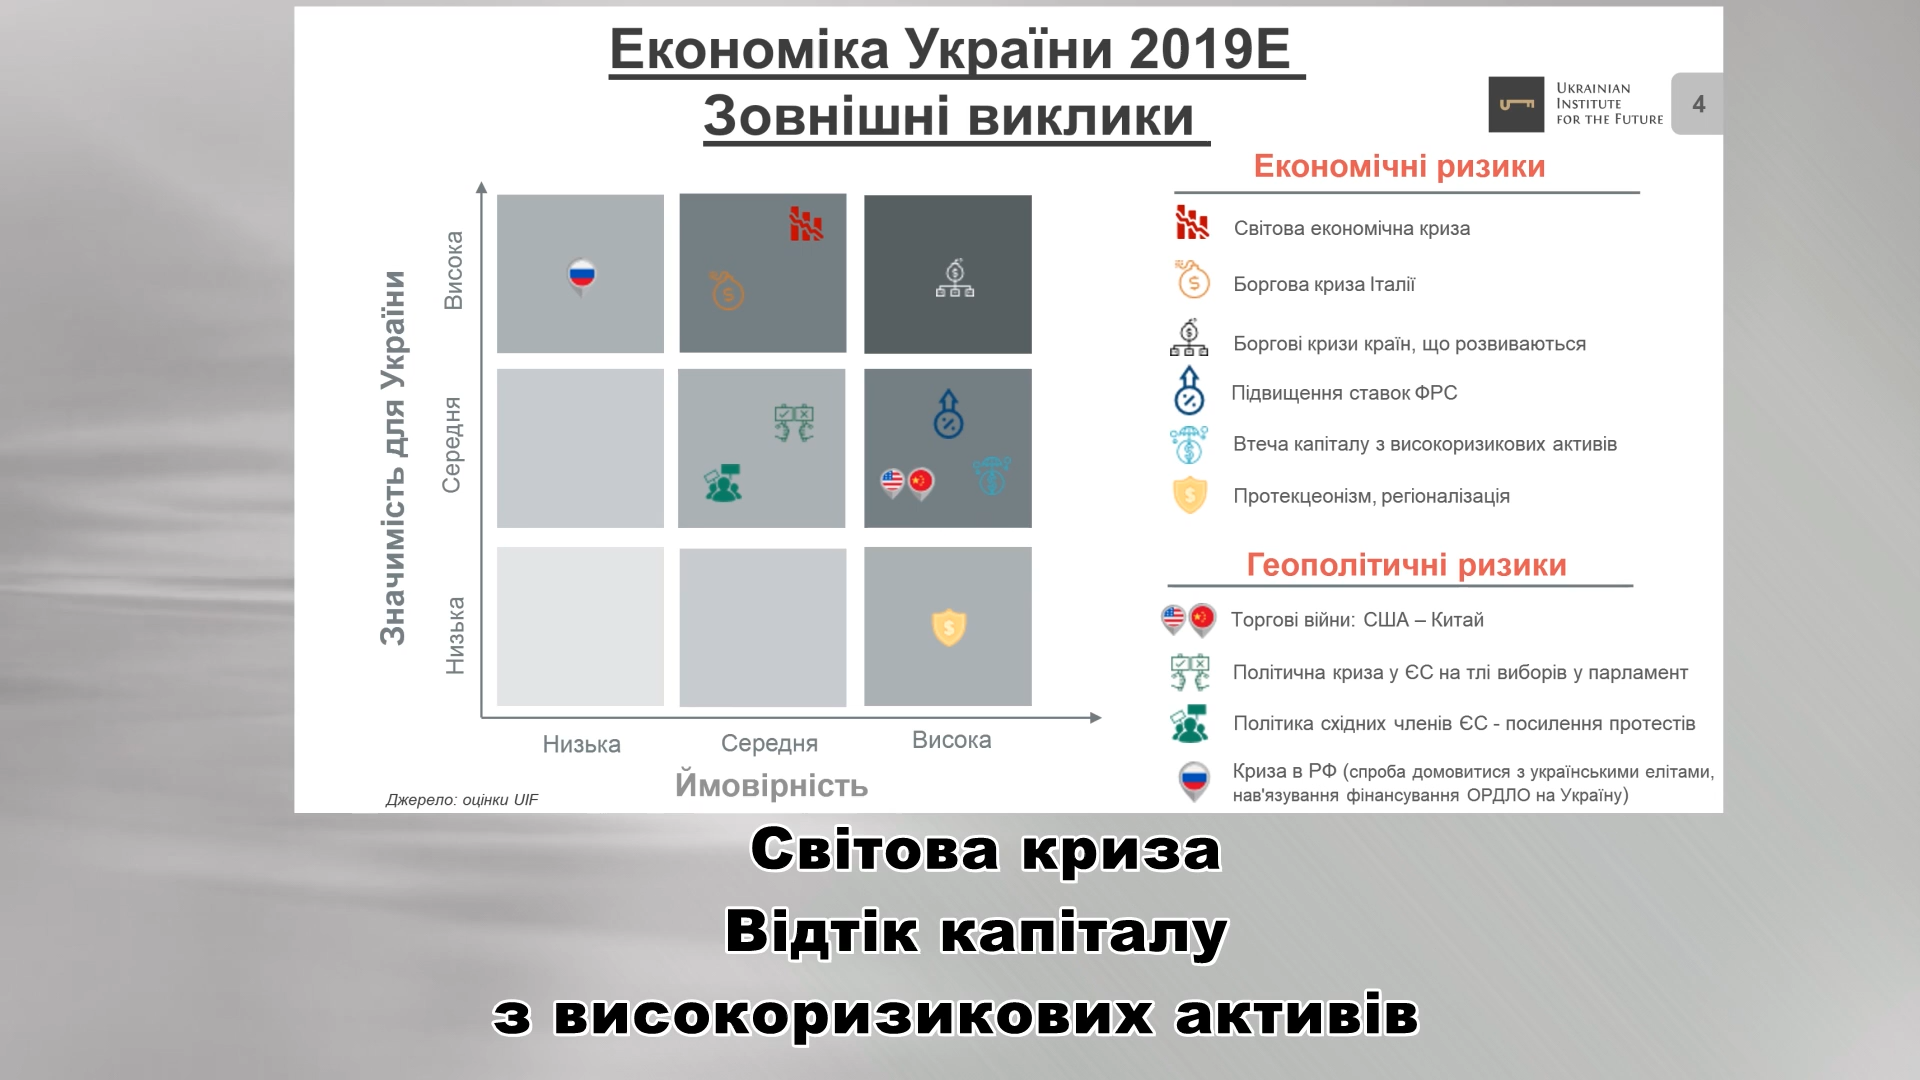 Економіка України 2019E
Зовнішні виклики
UKRAINIAN
INSTITUTE
FOR THE FUTURE
4
Значимість для України
Висока
Середня
Низька
Низька
Середня
Висока
Ймовірність
Джерело: оцінки UIF
Економічні ризики
Світова економічна криза
Боргова криза Італії
Боргові кризи країн, що розвиваються
Підвищення ставок ФРС
Втеча капіталу з високоризикових активів
Протекцеонізм, регіоналізація
Геополітичні ризики
Торгові війни: США – Китай
Політична криза у ЄС на тлі виборів у парламент
Політика східних членів ЄС - посилення протестів
Криза в РФ (спроба домовитися з українськими елітами,
нав'язування фінансування ОРДЛО на Україну)
Світова криза
Відтік капіталу
з високоризикових активів